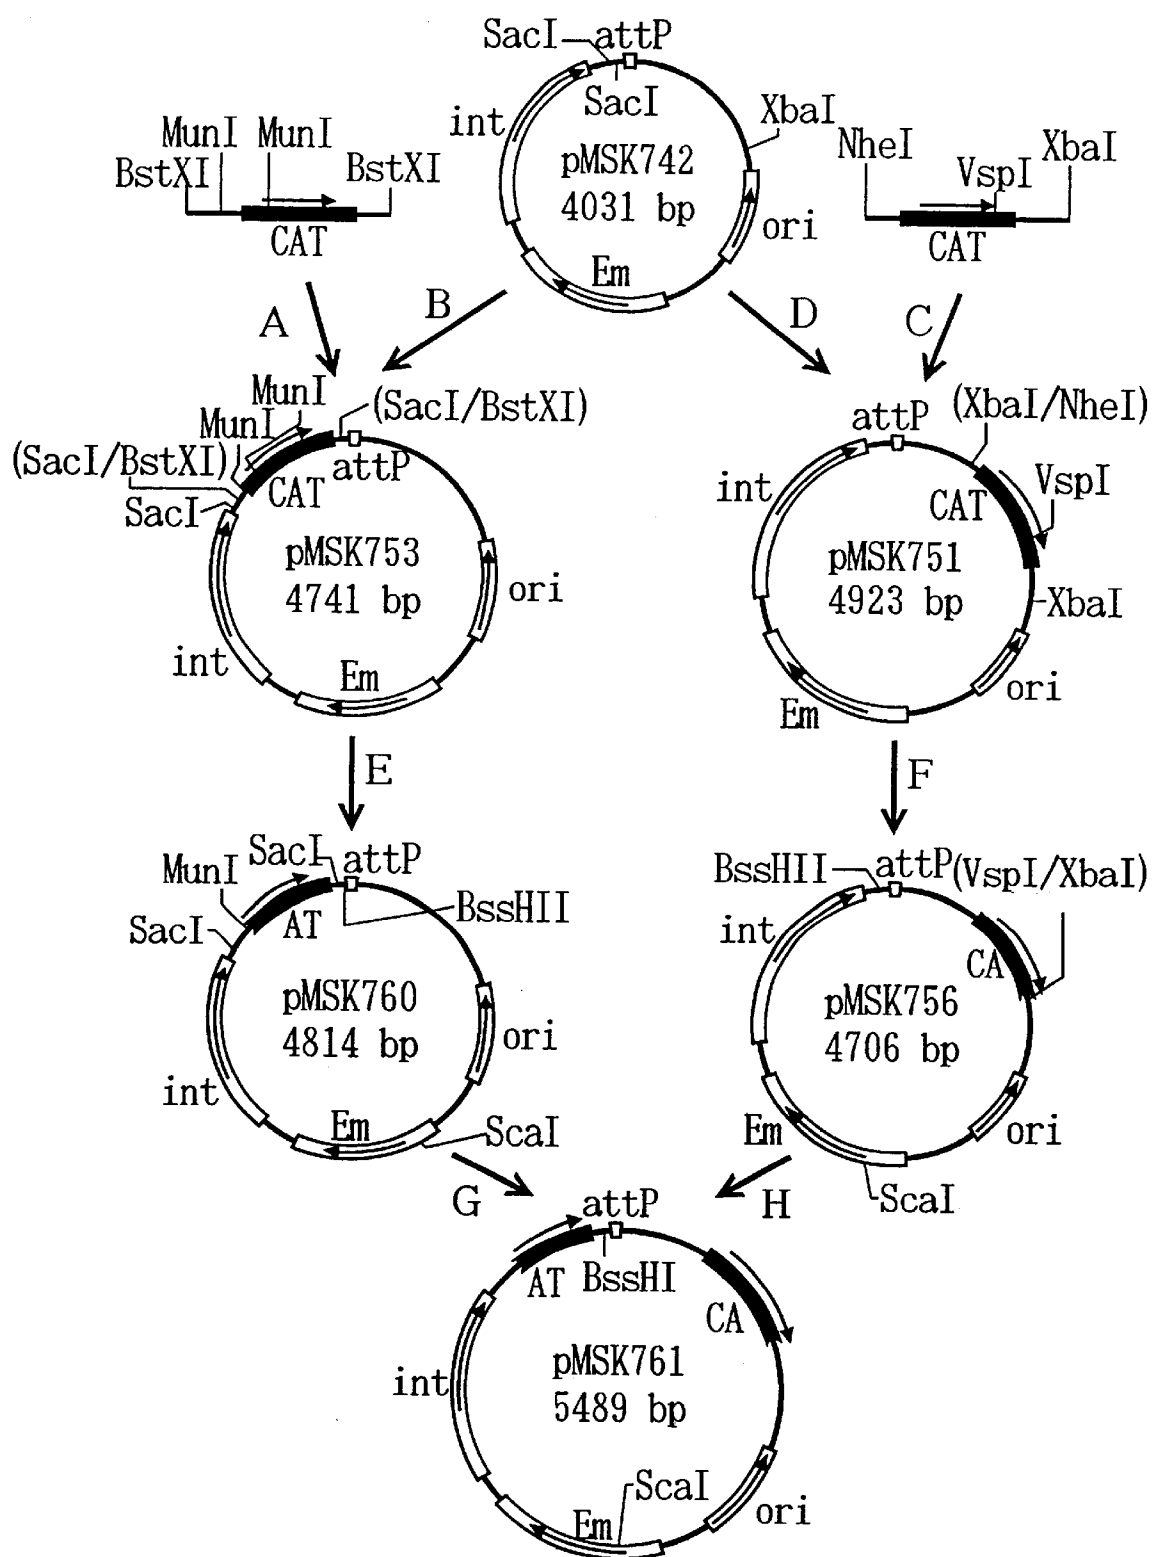 SacI attP
SacI
int
XbaI
pMSK742
4031 bp
ori
Em
MunI MunI
BstXI BstXI
CAT
NheI VspI XbaI
CAT
A B D C
MunI
MunI
(SacI/BstXI)
(SacI/BstXI)
SacI
CAT
attP
pMSK753
4741 bp
ori
int
Em
attP
(XbaI/NheI)
int
CAT
VspI
pMSK751
4923 bp
XbaI
ori
Em
E F
SacI attP
MunI
SacI
AT
BssHII
pMSK760
4814 bp
ori
int
Em
ScaI
BssHII attP (VspI/XbaI)
int
CA
pMSK756
4706 bp
Em
ori
ScaI
G H
attP
AT BssHI
CA
int
pMSK761
5489 bp
ScaI
Em
ori